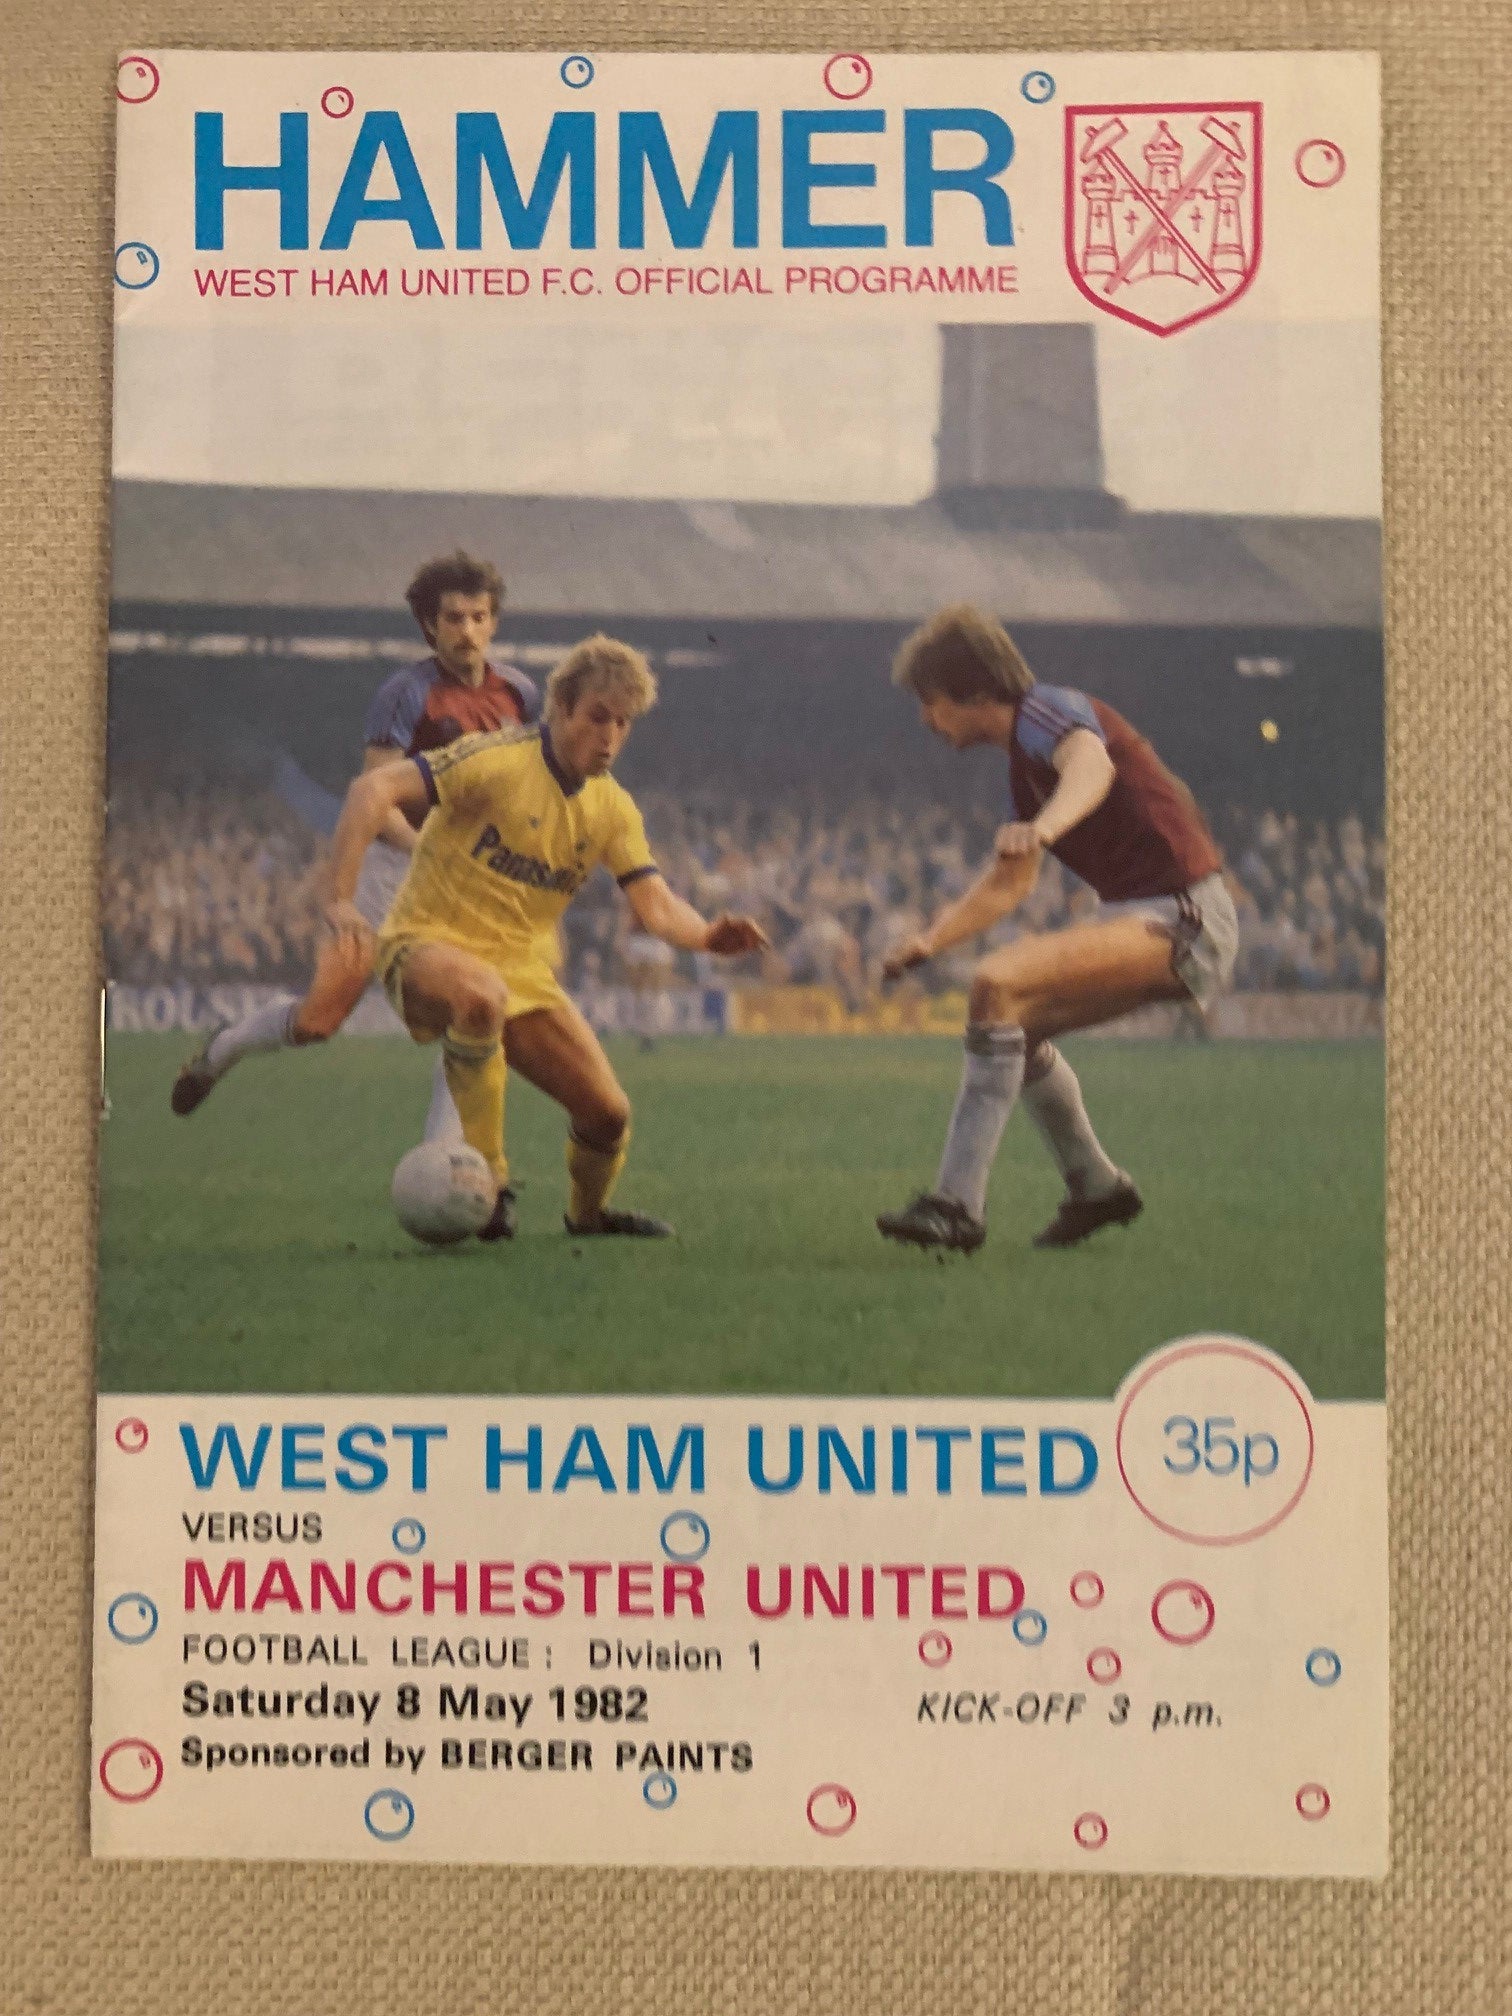 HAMMER
WEST HAM UNITED F.C. OFFICIAL PROGRAMME
Panasonic
WEST HAM UNITED
35p
VERSUS
MANCHESTER UNITED
FOOTBALL LEAGUE: Division 1
Saturday 8 May 1982
KICK-OFF 3 p.m.
Sponsored by BERGER PAINTS